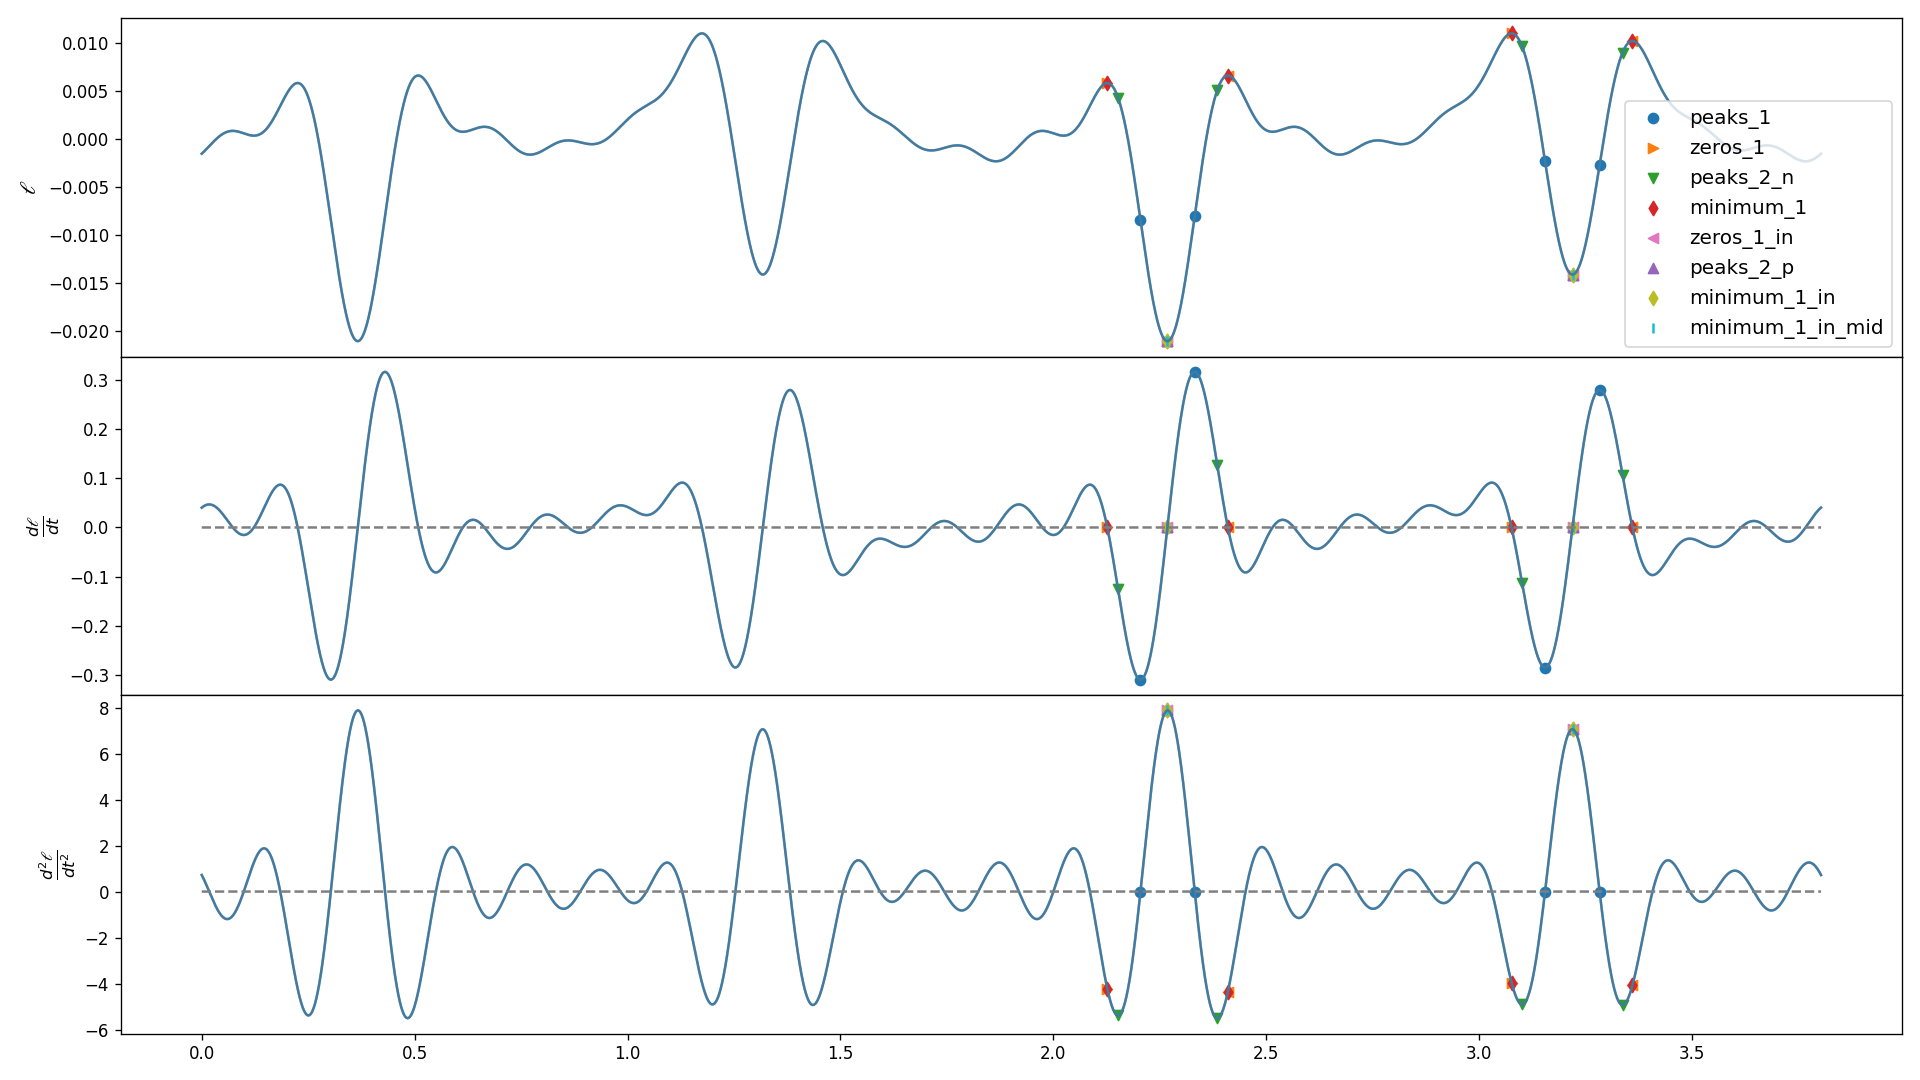 0.010
0.005
0.000
−0.005
−0.010
−0.015
−0.020
ℓ
peaks_1
zeros_1
peaks_2_n
minimum_1
zeros_1_in
peaks_2_p
minimum_1_in
minimum_1_in_mid
0.3
0.2
0.1
0.0
−0.1
−0.2
−0.3
dℓ
dt
8
6
4
2
0
−2
−4
−6
d²ℓ
dt²
0.0 0.5 1.0 1.5 2.0 2.5 3.0 3.5